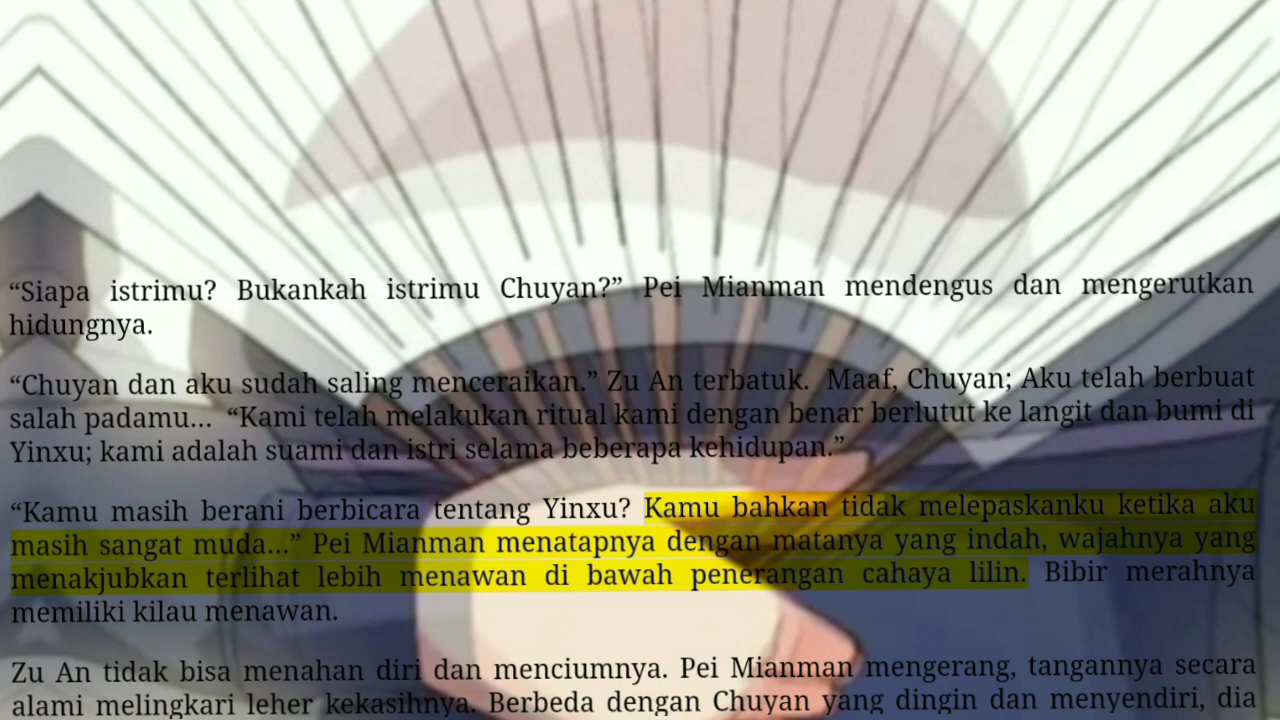 “Siapa istrimu? Bukankah istrimu Chuyan?” Pei Mianman mendengus dan mengerutkan
hidungnya.
“Chuyan dan aku sudah saling menceraikan.” Zu An terbatuk. Maaf, Chuyan; Aku telah berbuat
salah padamu… “Kami telah melakukan ritual kami dengan benar berlutut ke langit dan bumi di
Yinxu; kami adalah suami dan istri selama beberapa kehidupan.”
“Kamu masih berani berbicara tentang Yinxu? Kamu bahkan tidak melepaskanku ketika aku
masih sangat muda…” Pei Mianman menatapnya dengan matanya yang indah, wajahnya yang
menakjubkan terlihat lebih menawan di bawah penerangan cahaya lilin. Bibir merahnya
memiliki kilau menawan.
Zu An tidak bisa menahan diri dan menciumnya. Pei Mianman mengerang, tangannya secara
alami melingkari leher kekasihnya. Berbeda dengan Chuyan yang dingin dan menyendiri, dia